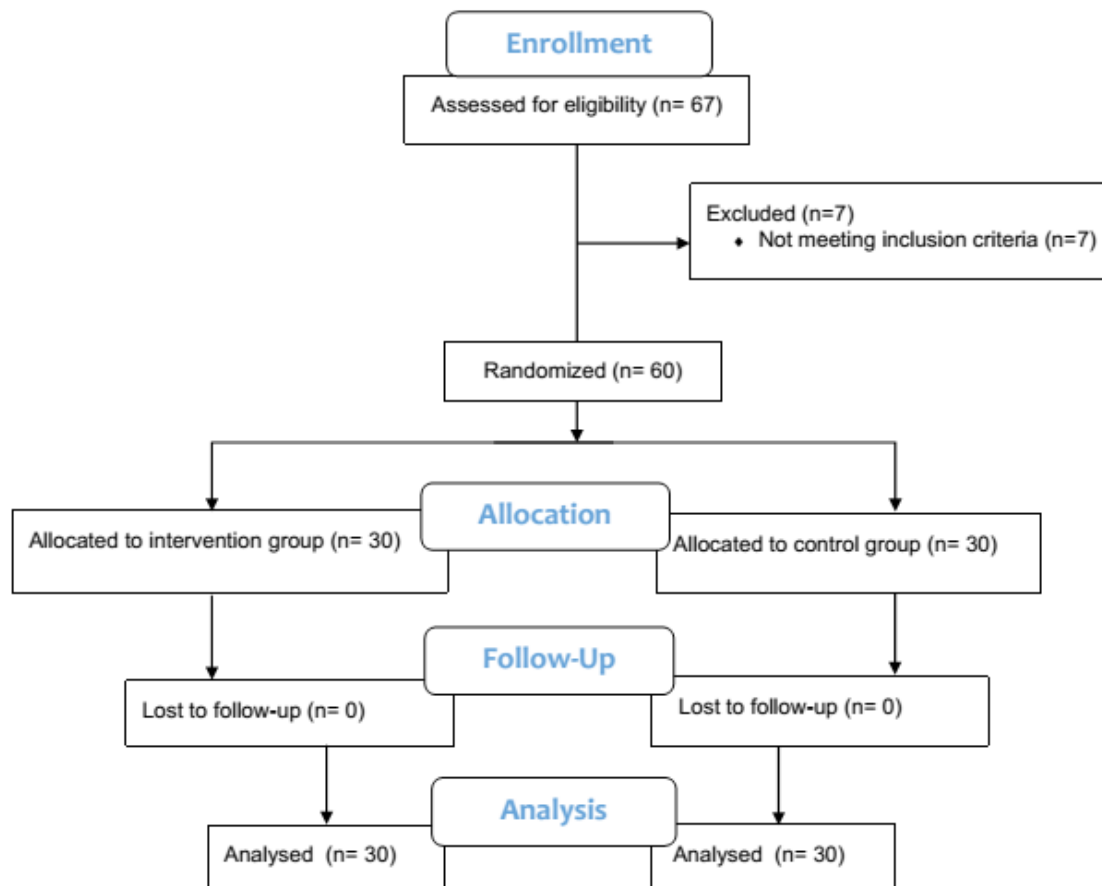 Enrollment
Assessed for eligibility (n= 67)
Excluded (n=7)
♦ Not meeting inclusion criteria (n=7)
Randomized (n= 60)
Allocation
Allocated to intervention group (n= 30)
Allocated to control group (n= 30)
Follow-Up
Lost to follow-up (n= 0)
Lost to follow-up (n= 0)
Analysis
Analysed (n= 30)
Analysed (n= 30)